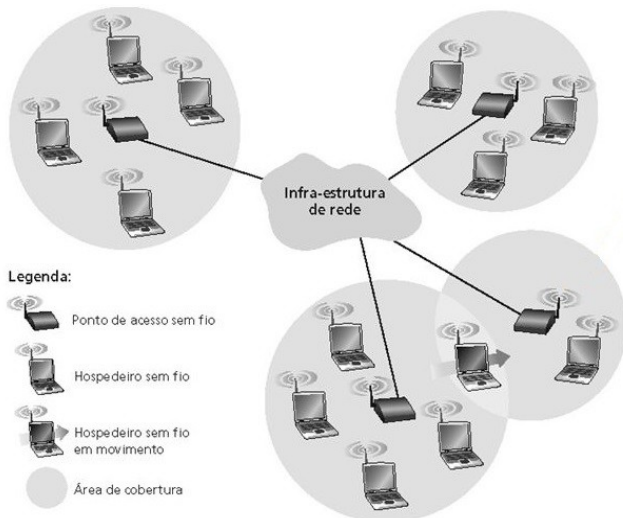 Infra-estrutura
de rede
Legenda:
Ponto de acesso sem fio
Hospedeiro sem fio
Hospedeiro sem fio
em movimento
Área de cobertura